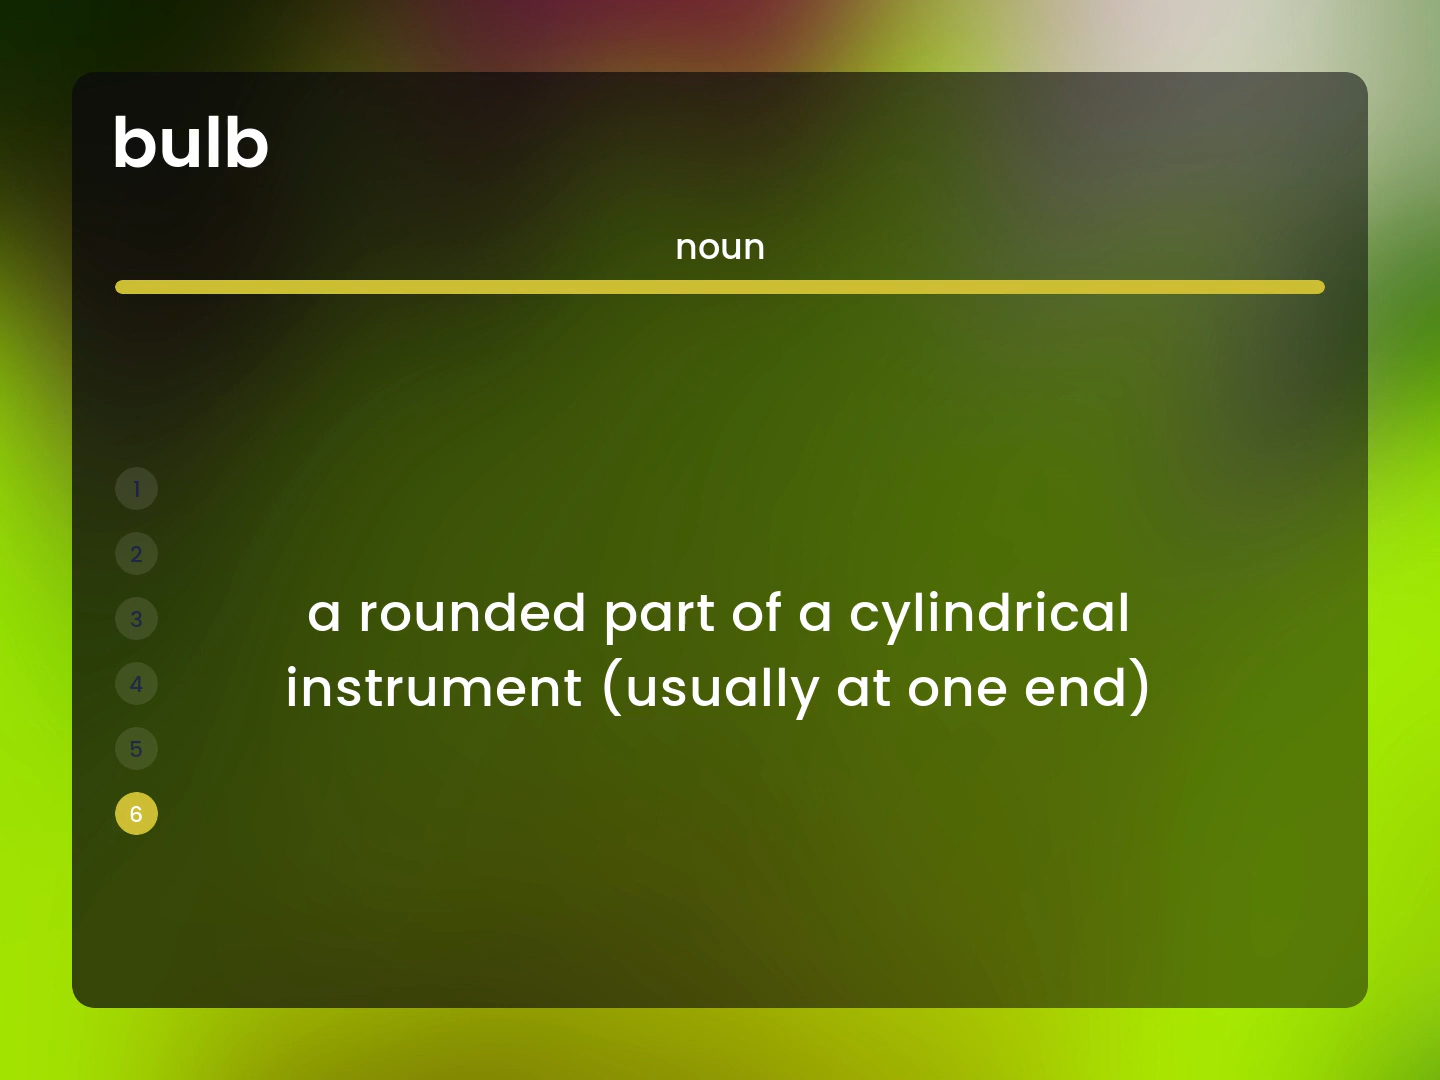 bulb
noun
1
2
3
a rounded part of a cylindrical
instrument (usually at one end)
4
5
6